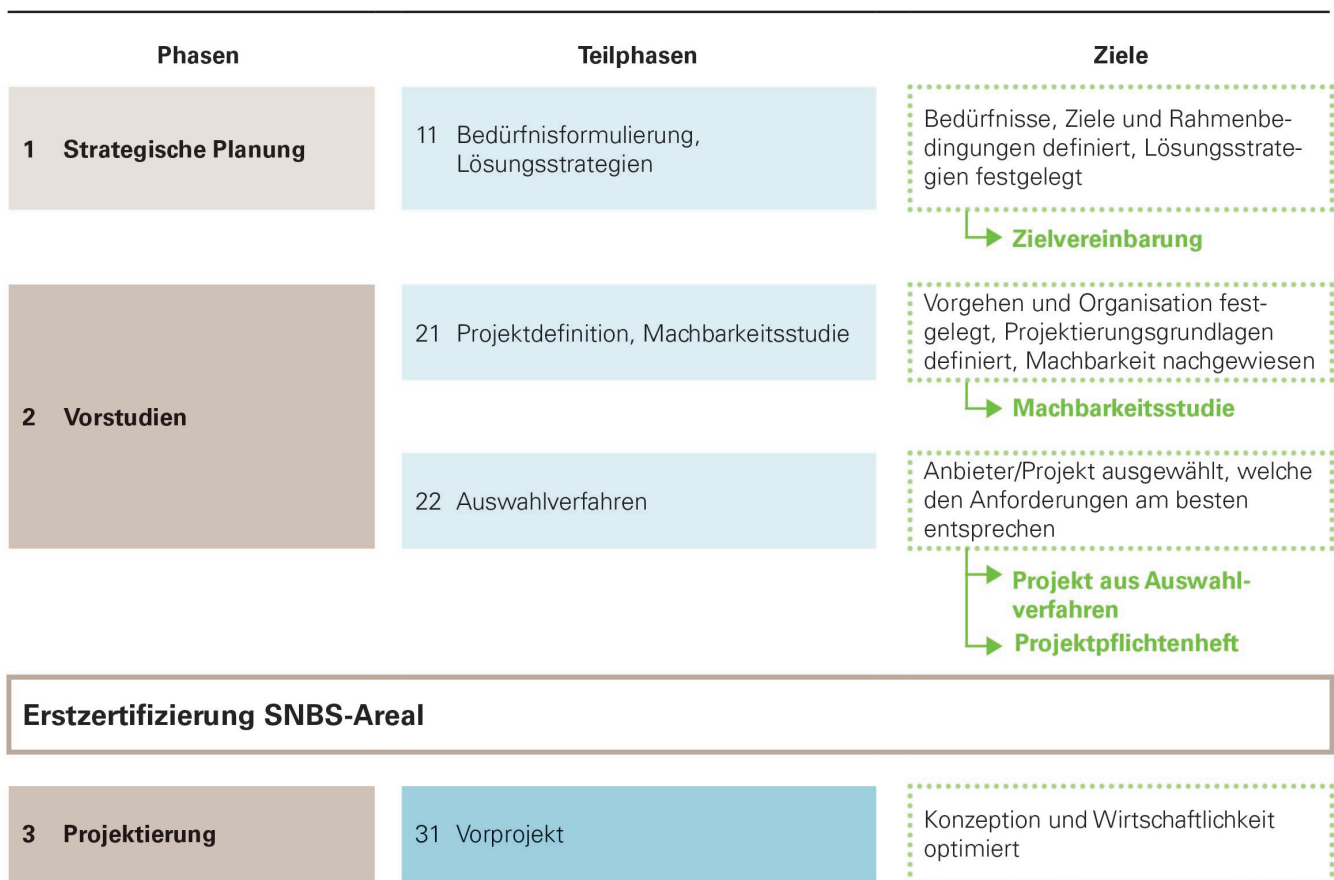 Phasen
Teilphasen
Ziele
1 Strategische Planung
11 Bedürfnisformulierung,
Lösungsstrategien
Bedürfnisse, Ziele und Rahmenbe-
dingungen definiert, Lösungsstrate-
gien festgelegt
Zielvereinbarung
2 Vorstudien
21 Projektdefinition, Machbarkeitsstudie
Vorgehen und Organisation fest-
gelegt, Projektierungsgrundlagen
definiert, Machbarkeit nachgewiesen
Machbarkeitsstudie
22 Auswahlverfahren
Anbieter/Projekt ausgewählt, welche
den Anforderungen am besten
entsprechen
Projekt aus Auswahl-
verfahren
Projektpflichtenheft
Erstzertifizierung SNBS-Areal
3 Projektierung
31 Vorprojekt
Konzeption und Wirtschaftlichkeit
optimiert